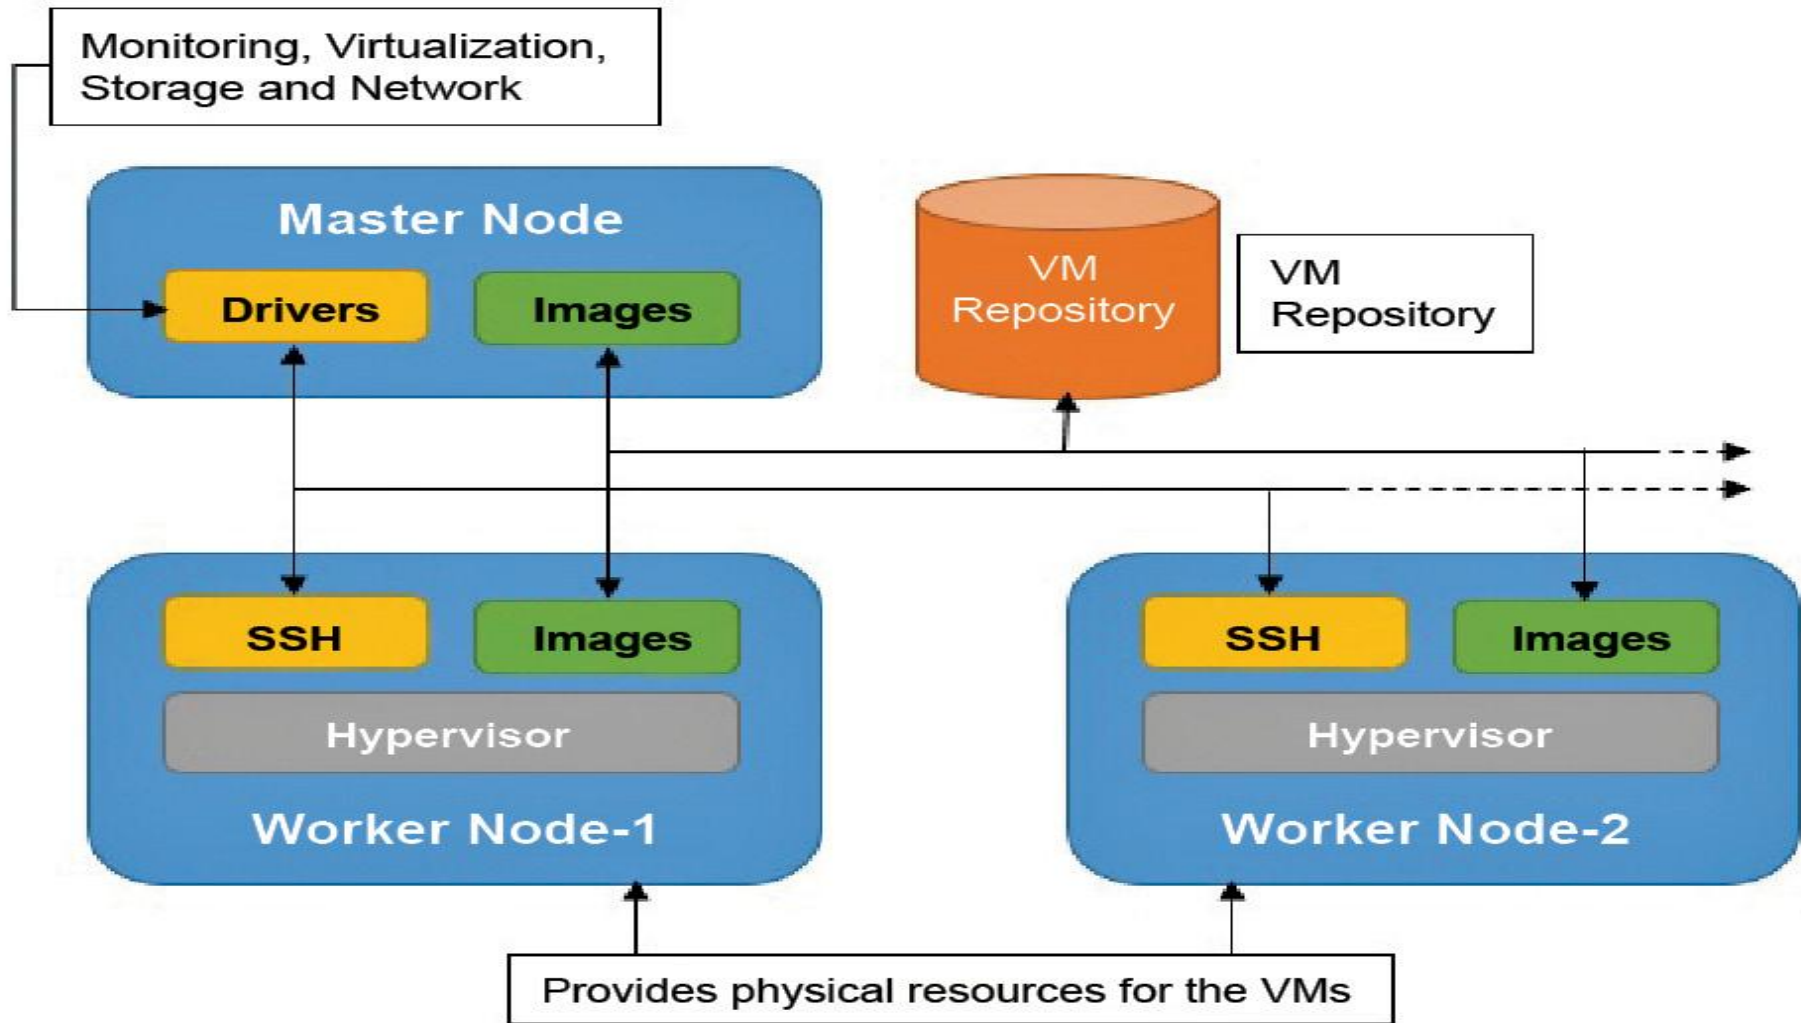 Monitoring, Virtualization,
Storage and Network
Master Node
Drivers
Images
VM
Repository
VM
Repository
SSH
Images
Hypervisor
Worker Node-1
SSH
Images
Hypervisor
Worker Node-2
Provides physical resources for the VMs